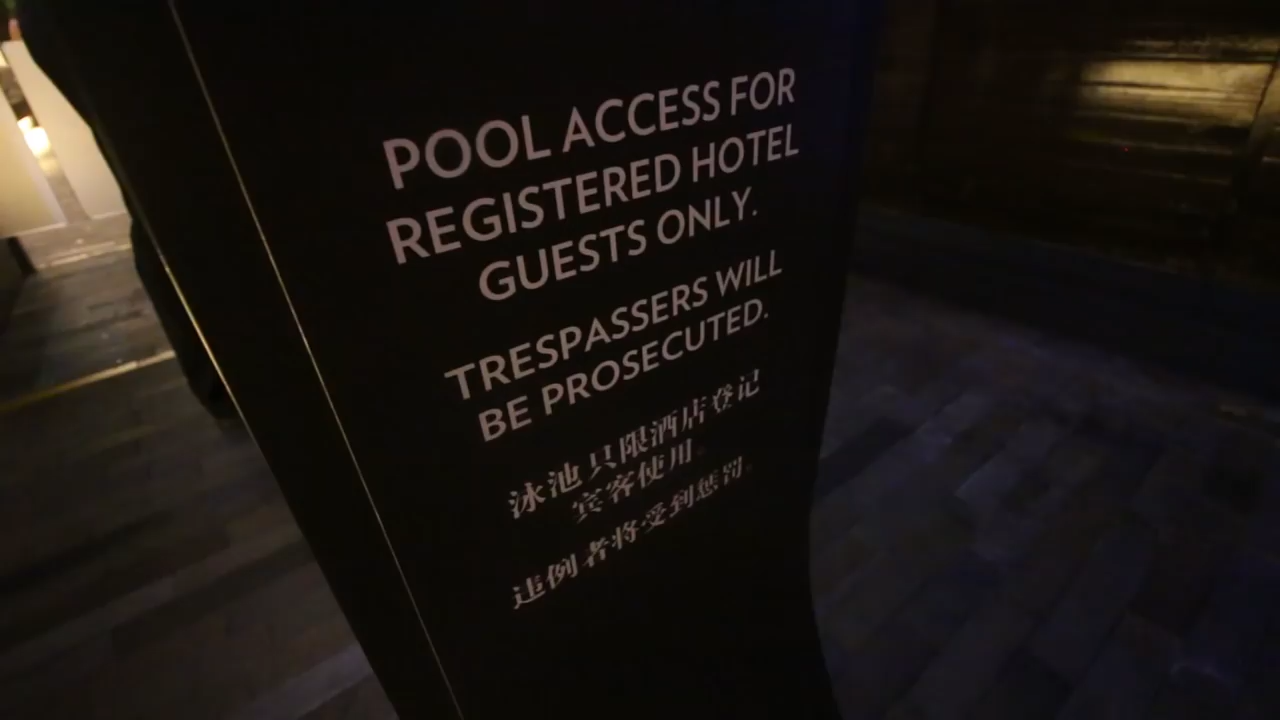 POOL ACCESS FOR
REGISTERED HOTEL
GUESTS ONLY.
TRESPASSERS WILL
BE PROSECUTED.
泳池只限酒店登记
宾客使用。
违例者将受到惩罚。